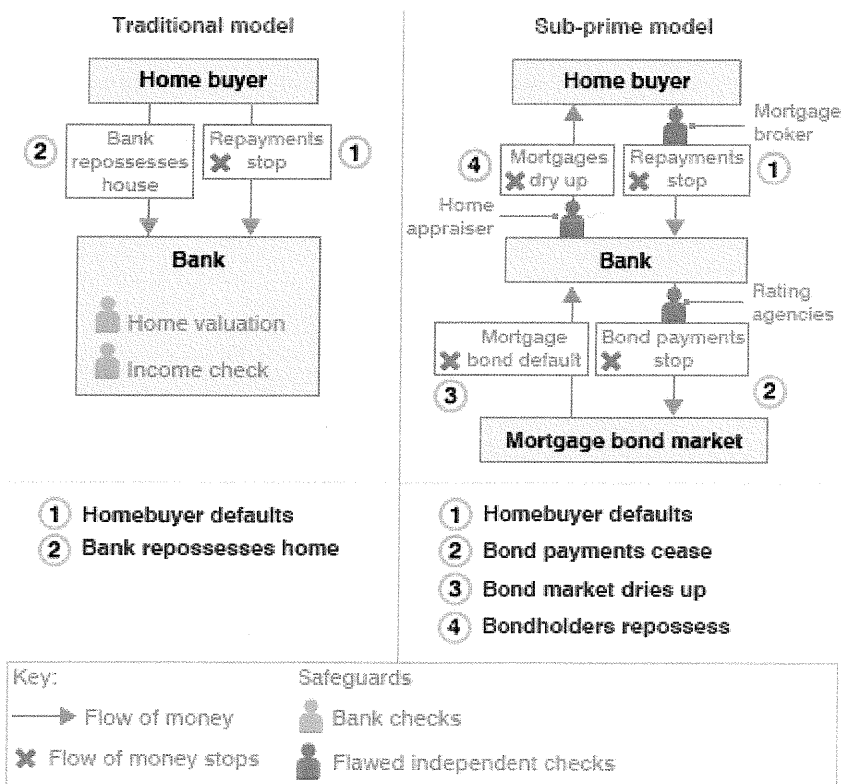 Traditional model
Home buyer
2
Bank
repossesses
house
Repayments
stop
1
Bank
Home valuation
Income check
1 Homebuyer defaults
2 Bank repossesses home
Sub-prime model
Home buyer
Mortgage
broker
4
Mortgages
dry up
Repayments
stop
1
Home
appraiser
Bank
Rating
agencies
Mortgage
bond default
Bond payments
stop
3
2
Mortgage bond market
1 Homebuyer defaults
2 Bond payments cease
3 Bond market dries up
4 Bondholders repossess
Key:
Flow of money
Flow of money stops
Safeguards
Bank checks
Flawed independent checks